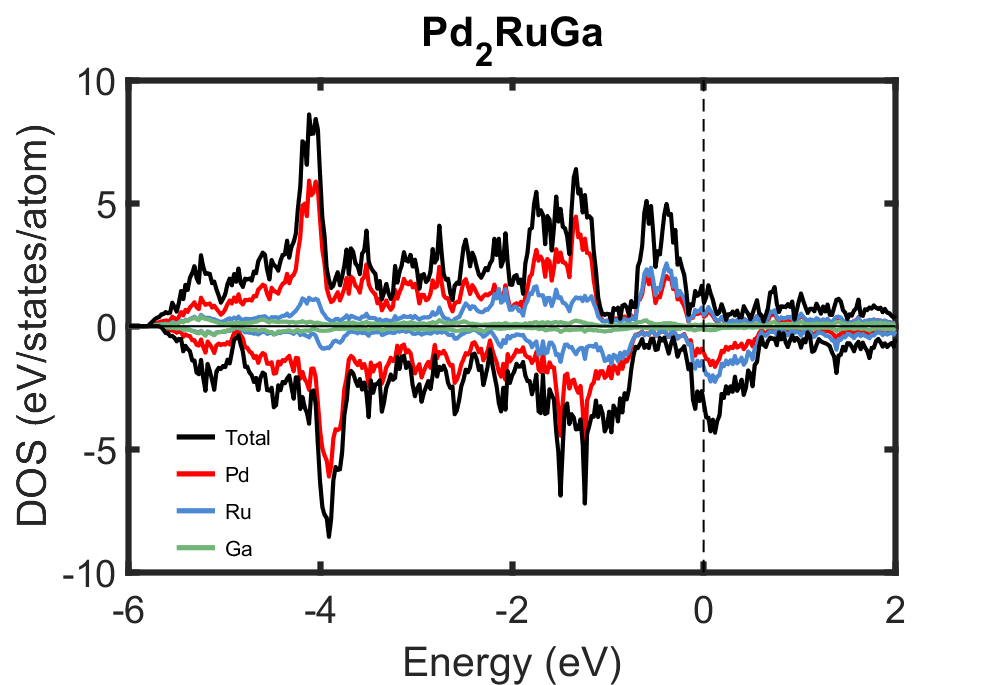 Pd₂RuGa
10
5
0
-5
-10
DOS (eV/states/atom)
Total
Pd
Ru
Ga
-6 -4 -2 0 2
Energy (eV)